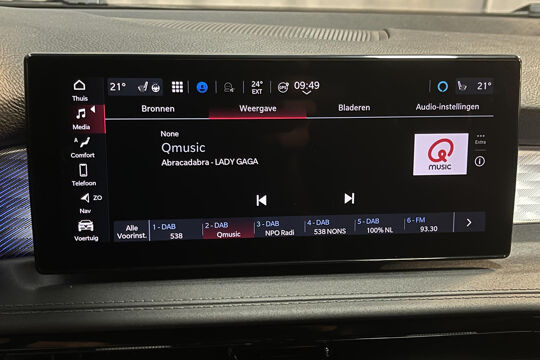 21° 24° EXT 09:49 21°
Thuis
Media
Comfort
Telefoon
ZO
Nav
Voertuig
Bronnen Weergave Bladeren Audio-instellingen
None
Qmusic
Abracadabra - LADY GAGA
Q
MUSIC
Extra
Alle Voorinst.
1 - DAB
538
2 - DAB
Qmusic
3 - DAB
NPO Radi
4 - DAB
538 NONS
5 - DAB
100% NL
6 - FM
93.30